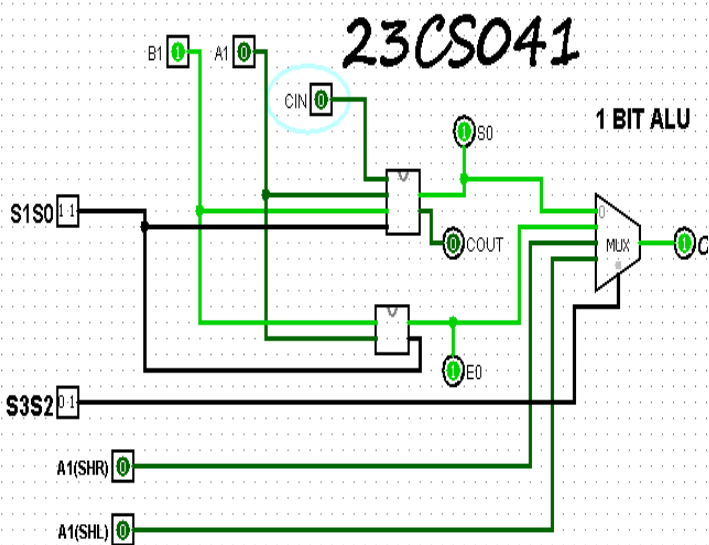 23CS041
B1 1 A1 0
CIN 0
1 BIT ALU
1 S0
S1S0 1 1
0 COUT
0
MUX
1
1 E0
S3S2 0 1
A1(SHR) 0
A1(SHL) 0